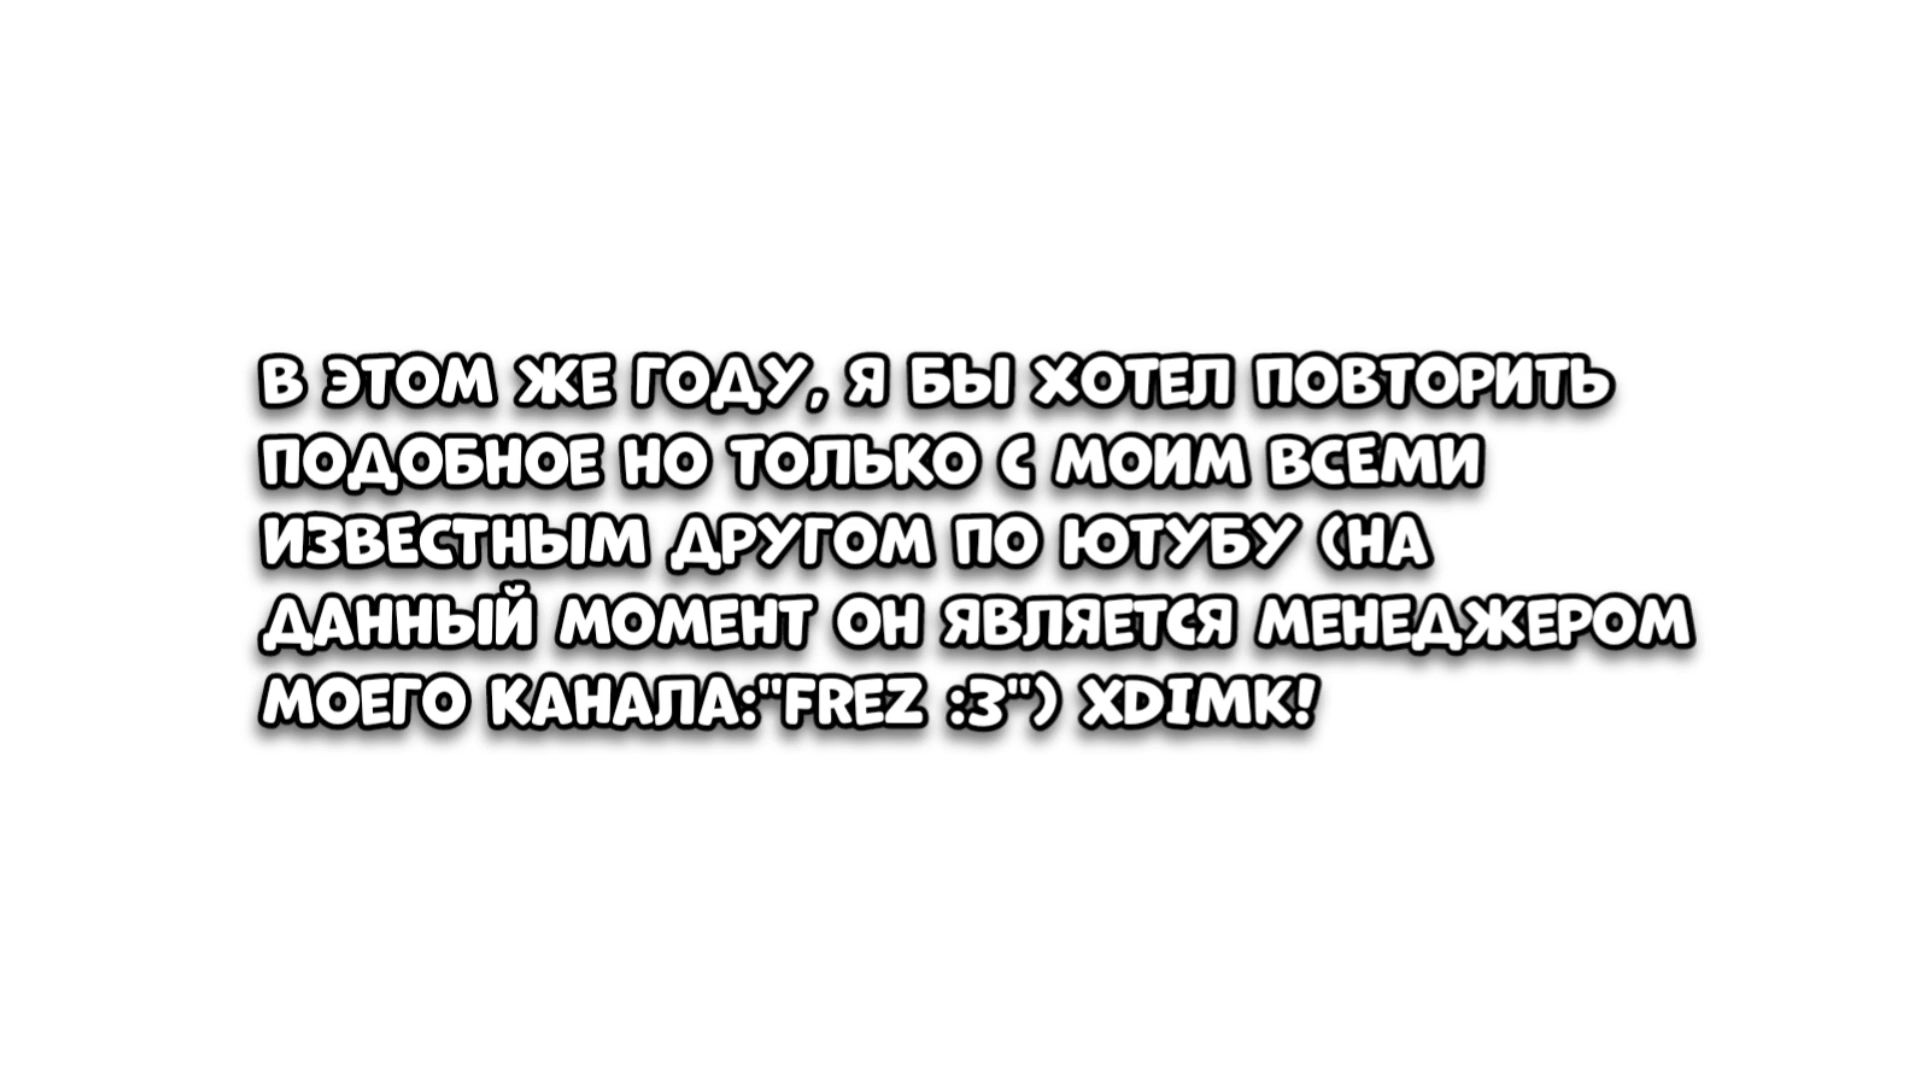 В ЭТОМ ЖЕ ГОДУ, Я БЫ ХОТЕЛ ПОВТОРИТЬ
ПОДОБНОЕ НО ТОЛЬКО С МОИМ ВСЕМИ
ИЗВЕСТНЫМ ДРУГОМ ПО ЮТУБУ (НА
ДАННЫЙ МОМЕНТ ОН ЯВЛЯЕТСЯ МЕНЕДЖЕРОМ
МОЕГО КАНАЛА:"FREZ :3") XDIMK!